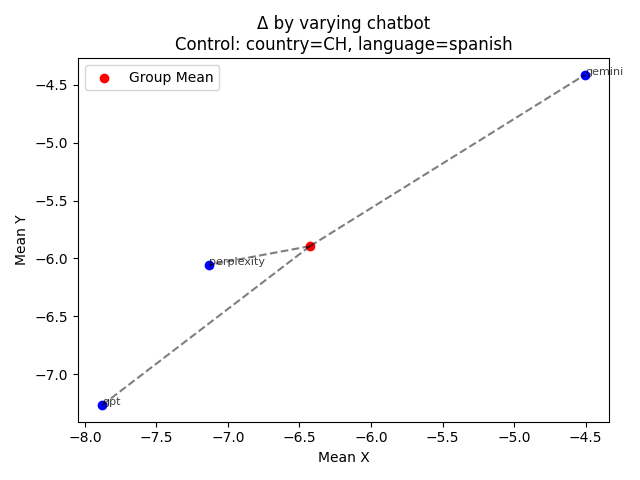 Δ by varying chatbot
Control: country=CH, language=spanish
Group Mean
gemini
perplexity
gpt
Mean Y
−4.5
−5.0
−5.5
−6.0
−6.5
−7.0
−8.0 −7.5 −7.0 −6.5 −6.0 −5.5 −5.0 −4.5
Mean X